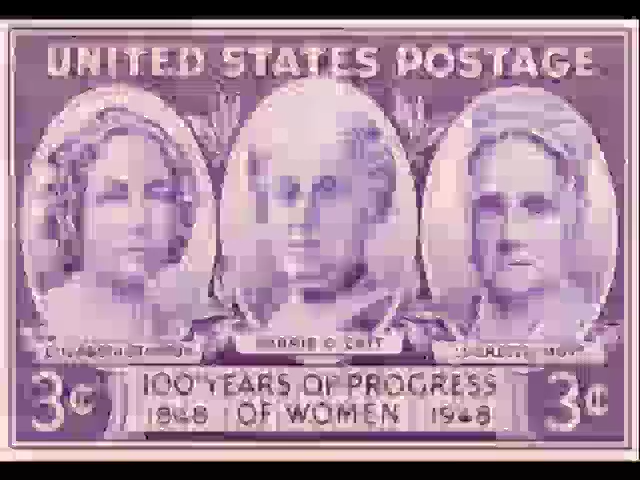 UNITED STATES POSTAGE
CARRIE C. CATT
3¢ 100 YEARS OF PROGRESS 3¢
1848 OF WOMEN 1948